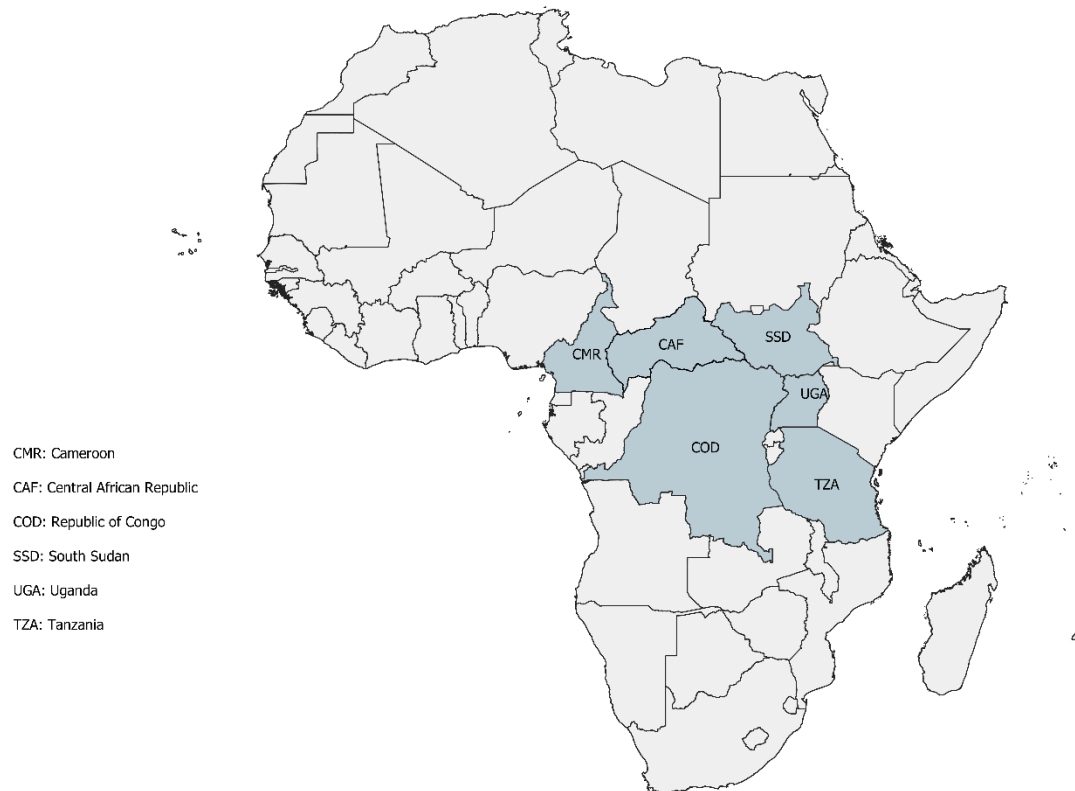 CMR
CAF
SSD
UGA
COD
TZA
CMR: Cameroon
CAF: Central African Republic
COD: Republic of Congo
SSD: South Sudan
UGA: Uganda
TZA: Tanzania